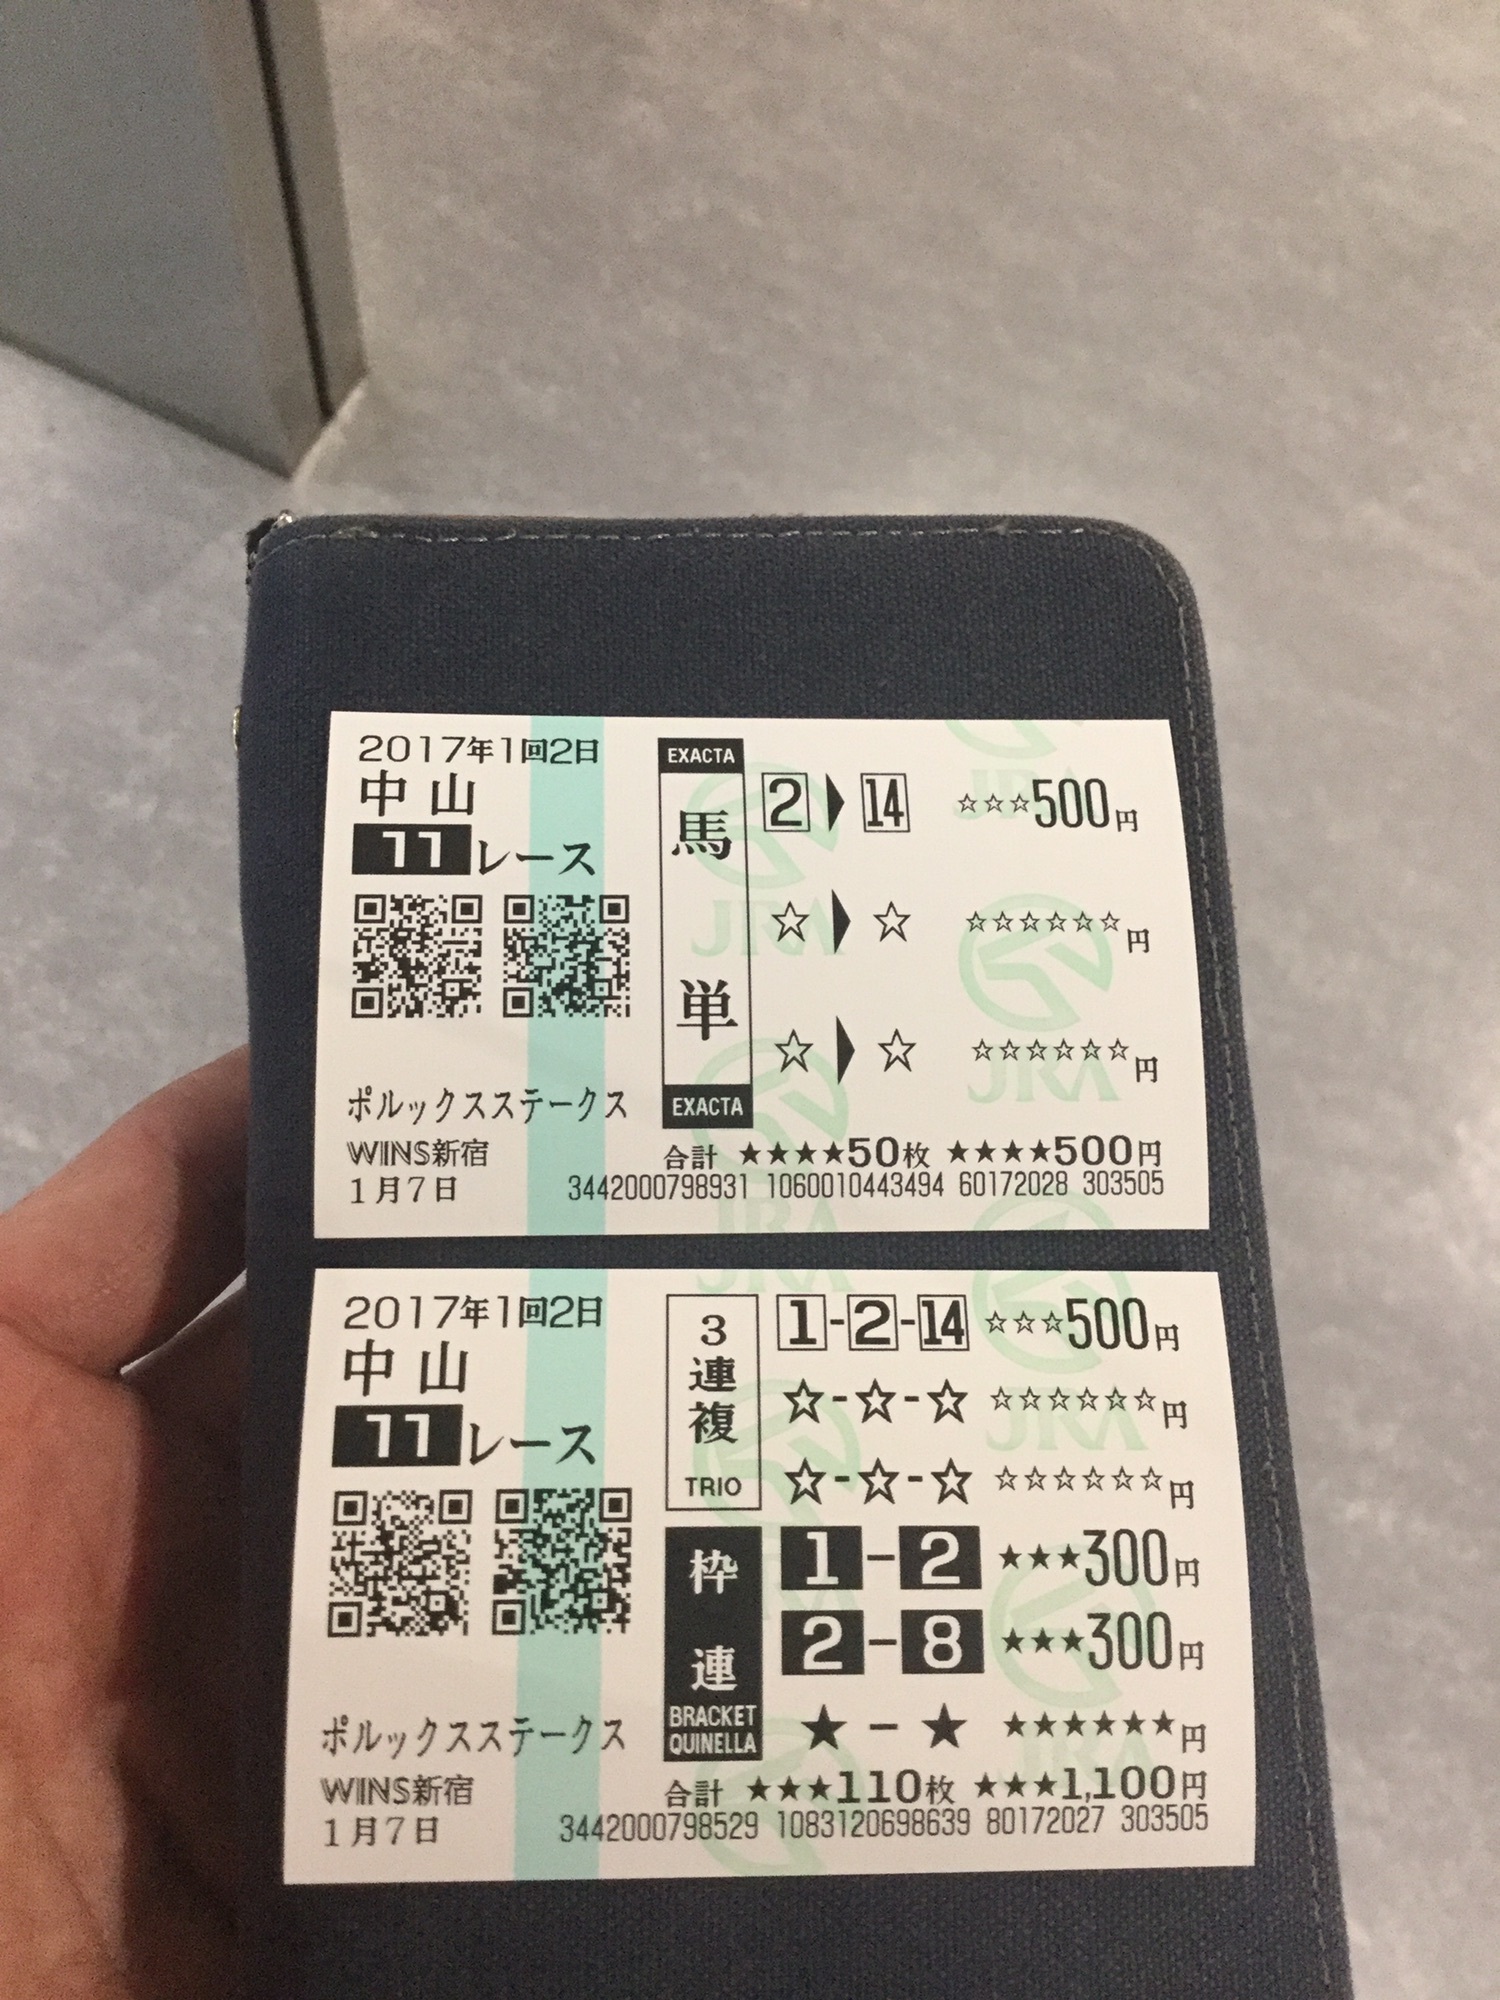 2017年1回2日
中山
11レース
ポルックスステークス
WINS新宿
1月7日
EXACTA
馬単
EXACTA
2▶14 ☆☆☆500円
☆▶☆ ☆☆☆☆☆☆円
☆▶☆ ☆☆☆☆☆☆円
合計 ★★★★50枚 ★★★★500円
3442000798931 1060010443494 60172028 303505
2017年1回2日
中山
11レース
ポルックスステークス
WINS新宿
1月7日
3連複
TRIO
1-2-14 ☆☆☆500円
☆-☆-☆ ☆☆☆☆☆☆円
☆-☆-☆ ☆☆☆☆☆☆円
枠連
BRACKET
QUINELLA
1-2 ★★★300円
2-8 ★★★300円
★-★ ★★★★★★円
合計 ★★★110枚 ★★★1,100円
3442000798529 1083120698639 80172027 303505
JRA